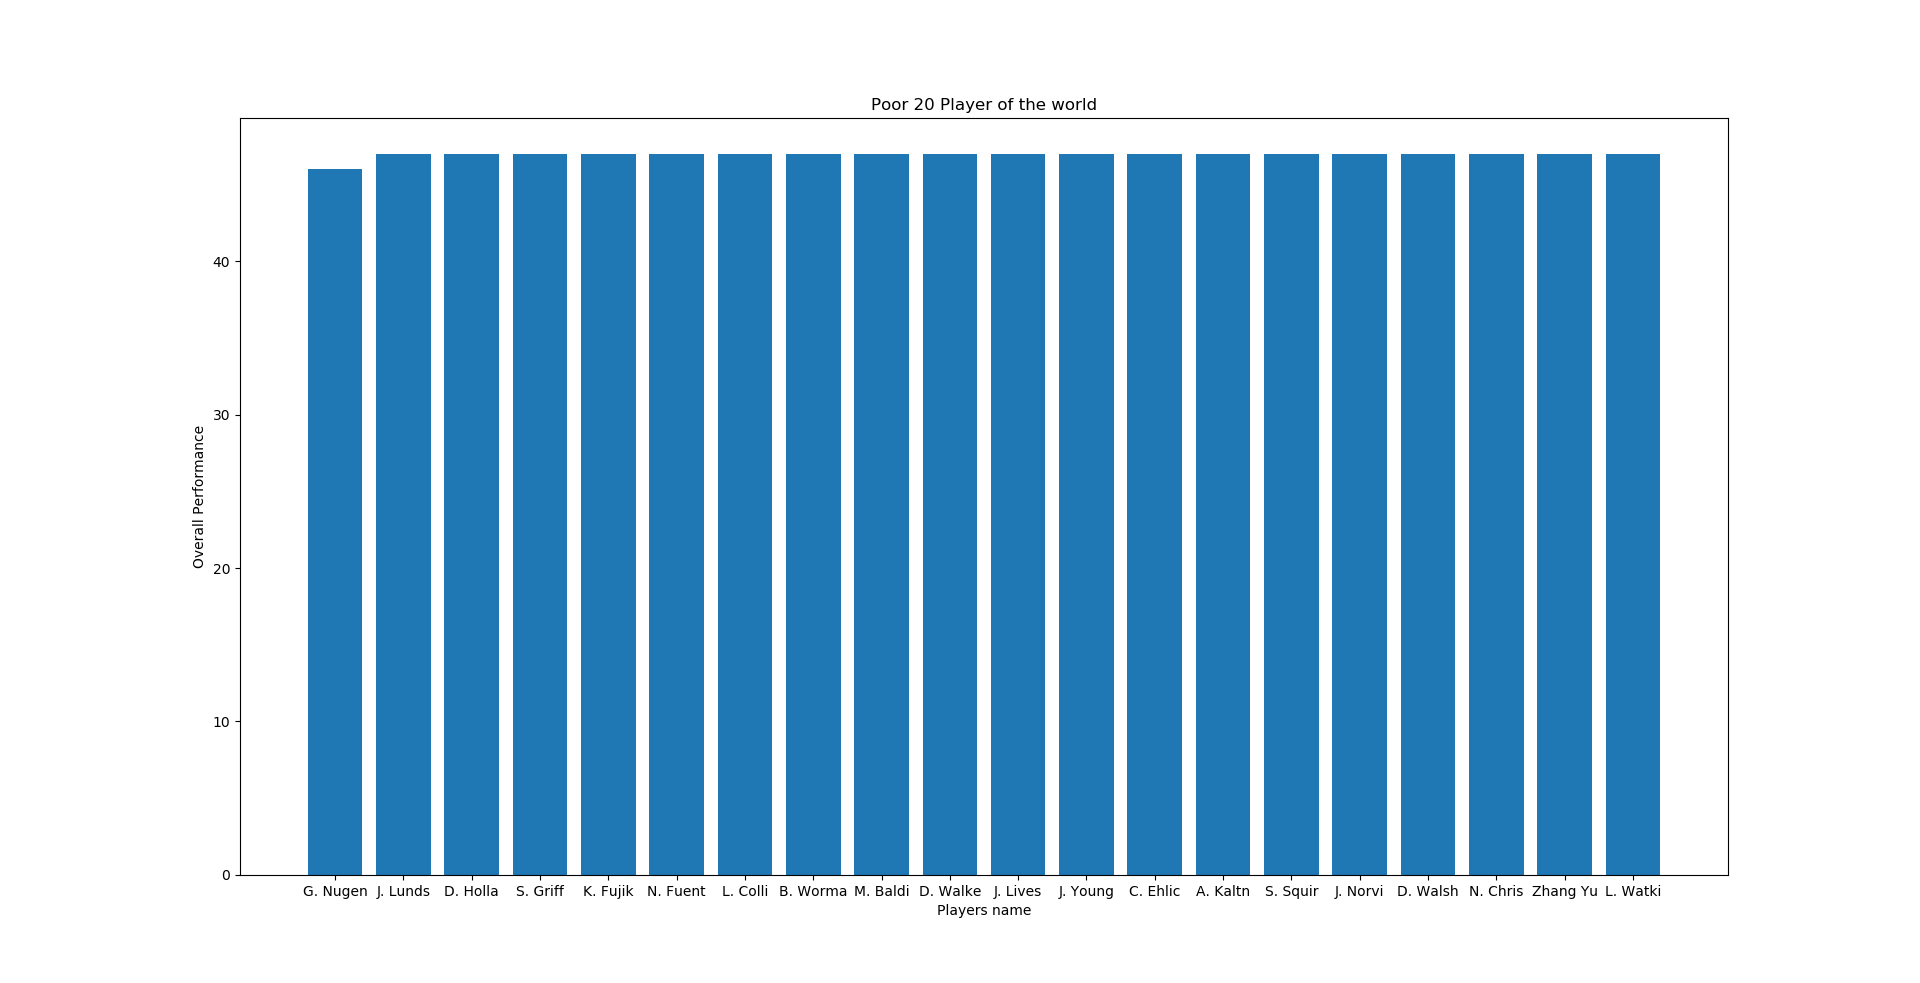 Poor 20 Player of the world
Overall Performance
40
30
20
10
0
G. Nugen J. Lunds D. Holla S. Griff K. Fujik N. Fuent L. Colli B. Worma M. Baldi D. Walke J. Lives J. Young C. Ehlic A. Kaltn S. Squir J. Norvi D. Walsh N. Chris Zhang Yu L. Watki
Players name